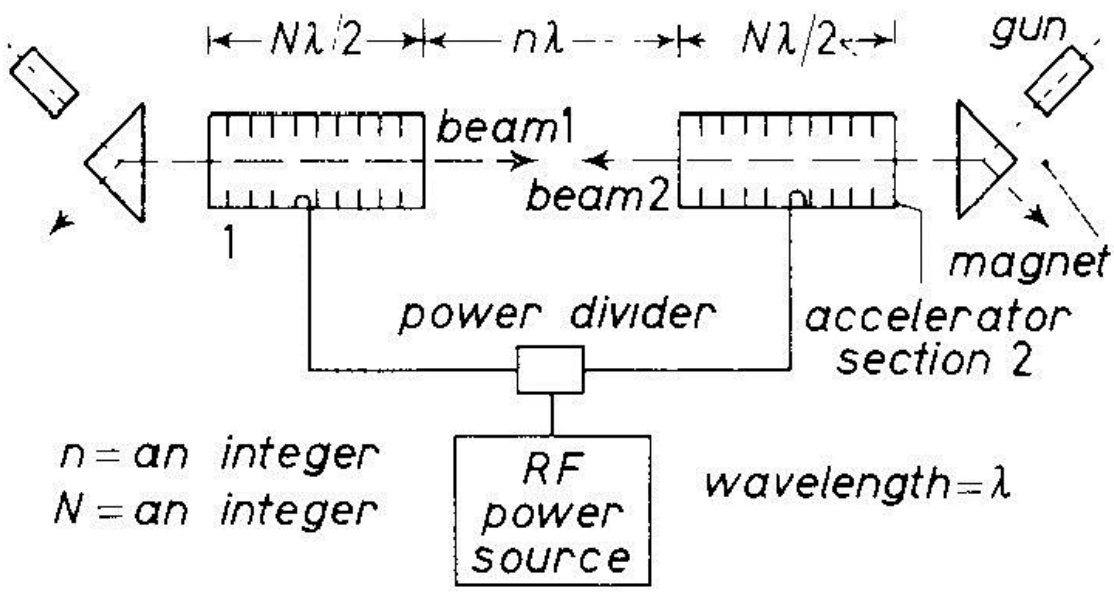 Nλ/2
nλ
Nλ/2
gun
beam1
beam2
1
magnet
power divider
accelerator
section 2
n=an integer
N=an integer
RF
power
source
wavelength=λ